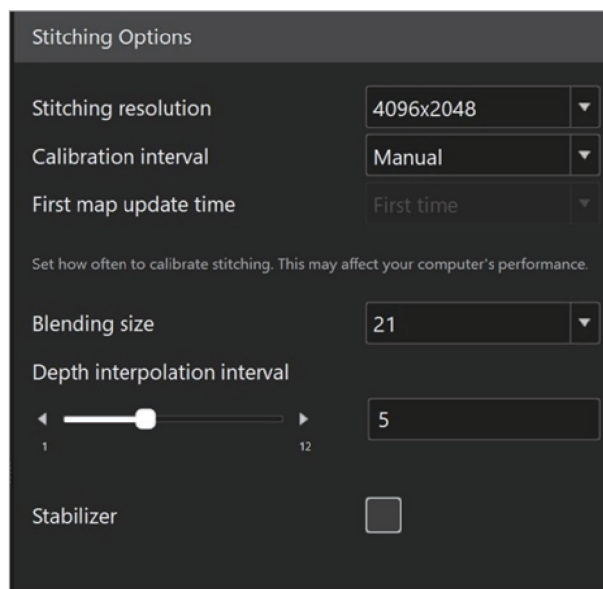 Stitching Options
Stitching resolution 4096x2048
Calibration interval Manual
First map update time First time
Set how often to calibrate stitching. This may affect your computer's performance.
Blending size 21
Depth interpolation interval
5
1 12
Stabilizer